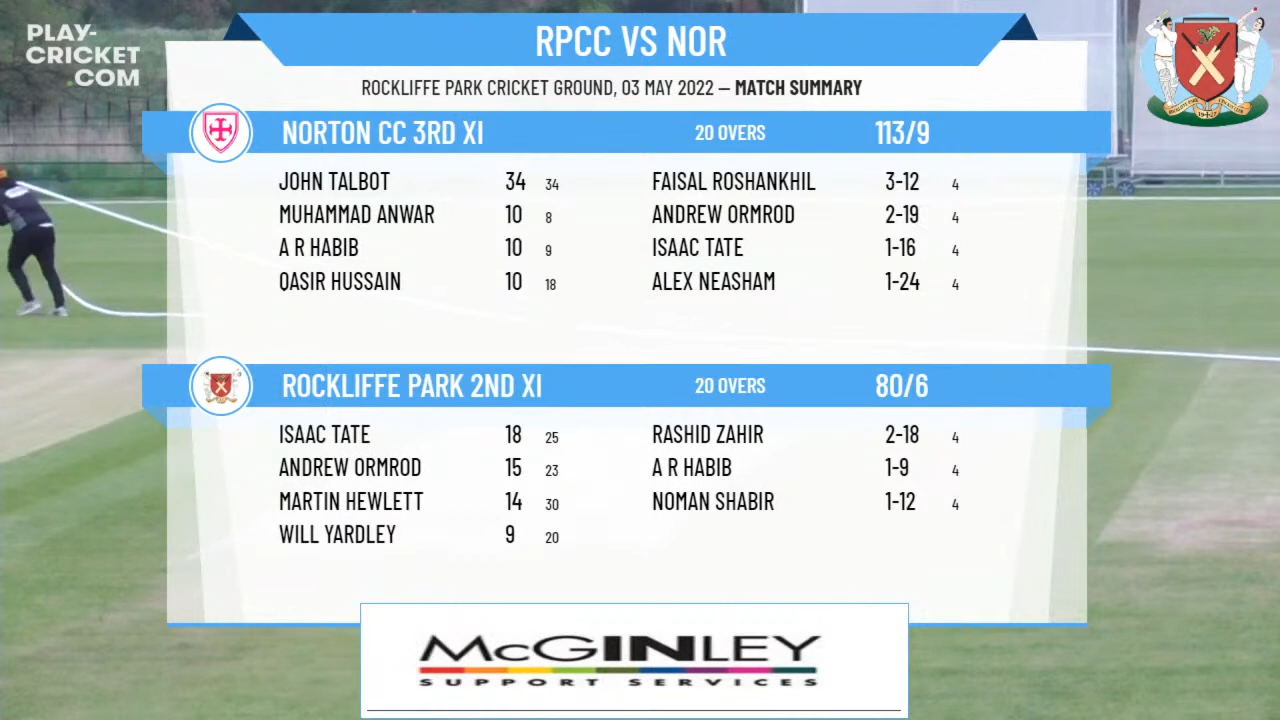 PLAY-
CRICKET
.COM
RPCC VS NOR
ROCKLIFFE PARK CRICKET GROUND, 03 MAY 2022 – MATCH SUMMARY
NORTON CC 3RD XI 20 OVERS 113/9
JOHN TALBOT 34 34 FAISAL ROSHANKHIL 3-12 4
MUHAMMAD ANWAR 10 8 ANDREW ORMROD 2-19 4
A R HABIB 10 9 ISAAC TATE 1-16 4
QASIR HUSSAIN 10 18 ALEX NEASHAM 1-24 4
ROCKLIFFE PARK 2ND XI 20 OVERS 80/6
ISAAC TATE 18 25 RASHID ZAHIR 2-18 4
ANDREW ORMROD 15 23 A R HABIB 1-9 4
MARTIN HEWLETT 14 30 NOMAN SHABIR 1-12 4
WILL YARDLEY 9 20
McGINLEY
SUPPORT SERVICES